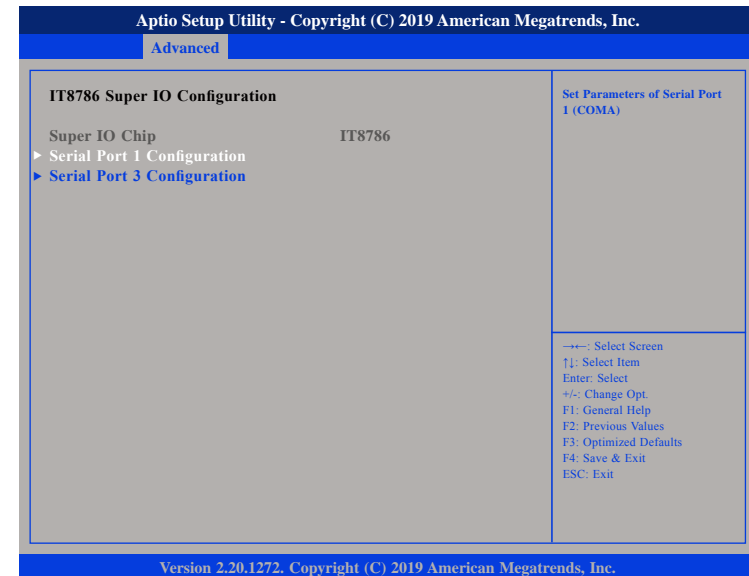 Aptio Setup Utility - Copyright (C) 2019 American Megatrends, Inc.
Advanced
IT8786 Super IO Configuration
Super IO Chip IT8786
► Serial Port 1 Configuration
► Serial Port 3 Configuration
Set Parameters of Serial Port
1 (COMA)
→←: Select Screen
↑↓: Select Item
Enter: Select
+/-: Change Opt.
F1: General Help
F2: Previous Values
F3: Optimized Defaults
F4: Save & Exit
ESC: Exit
Version 2.20.1272. Copyright (C) 2019 American Megatrends, Inc.